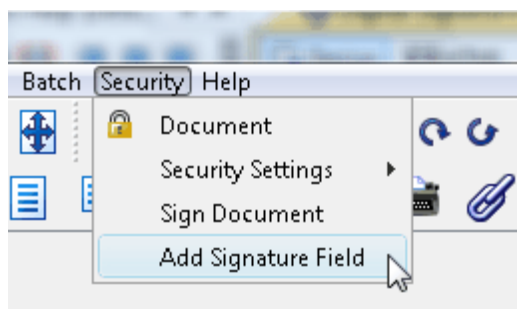 Batch Security Help
Document
Security Settings
Sign Document
Add Signature Field